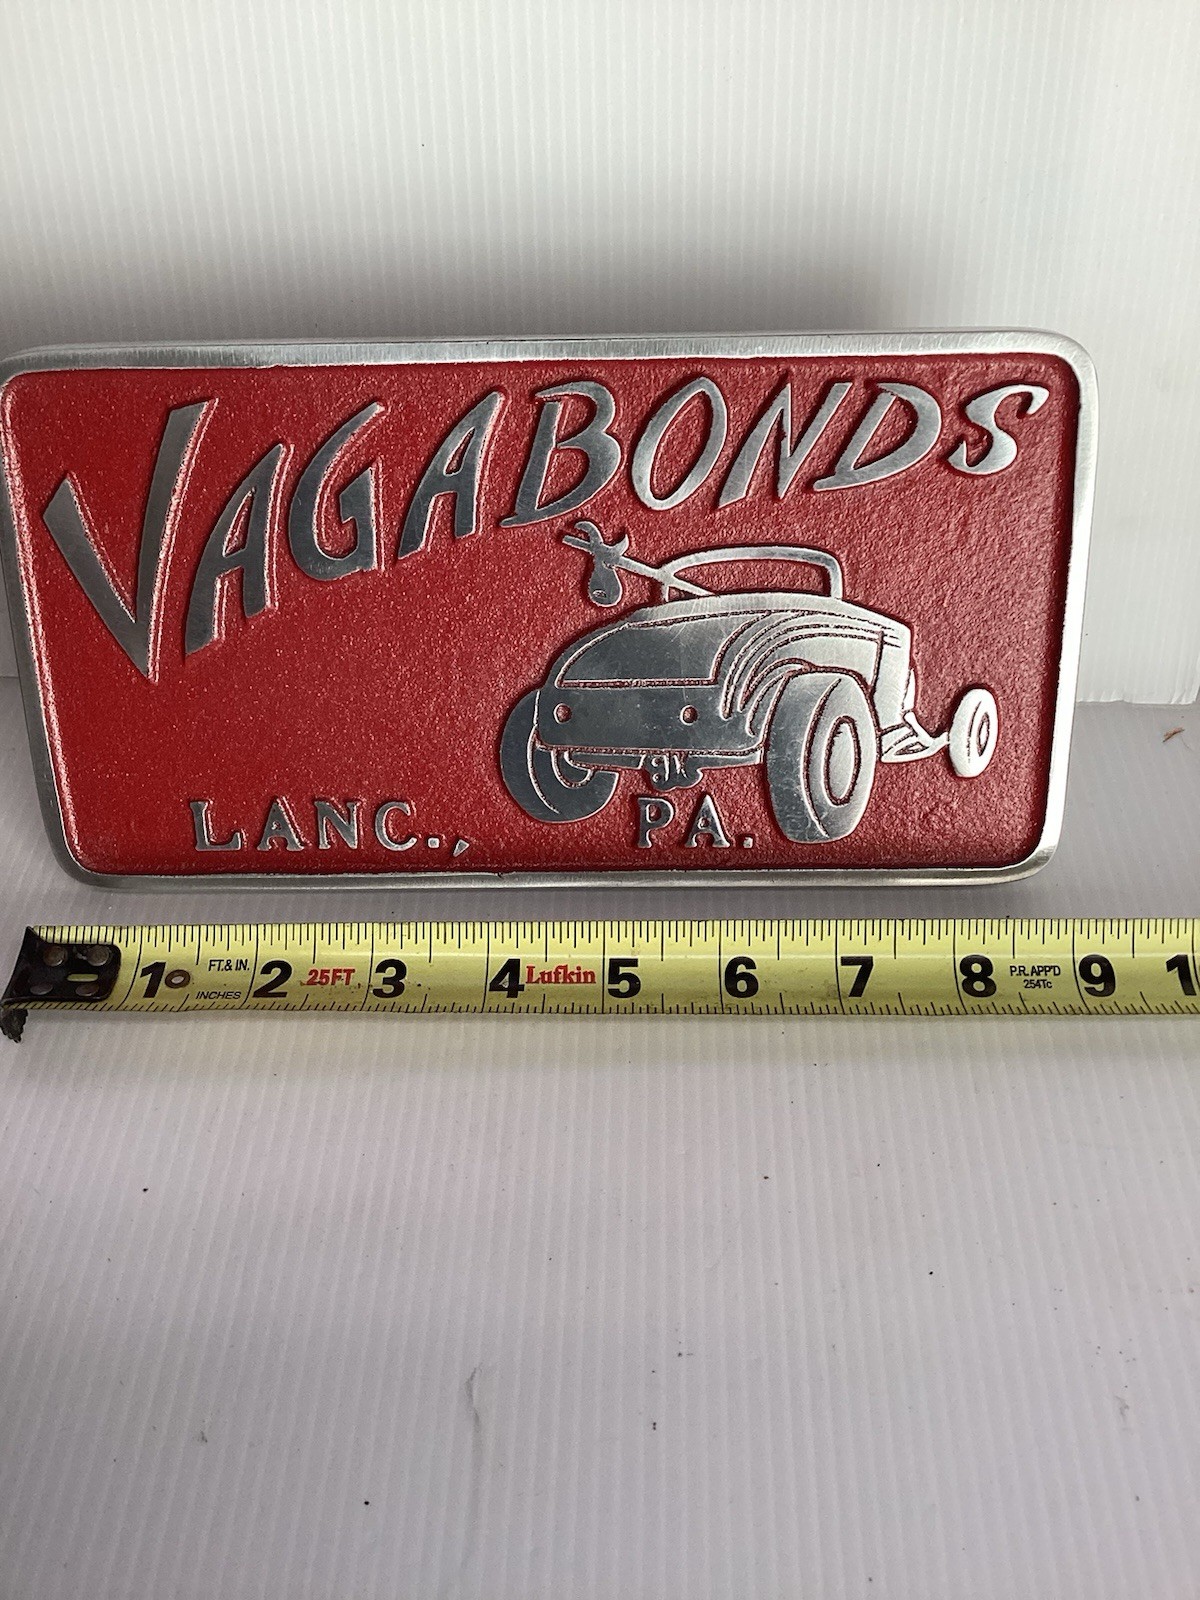 VAGABONDS
LANC., PA.
1 FT. & IN. INCHES 2 25FT 3 4 Lufkin 5 6 7 8 P.R. APP'D 254Tc 9 1